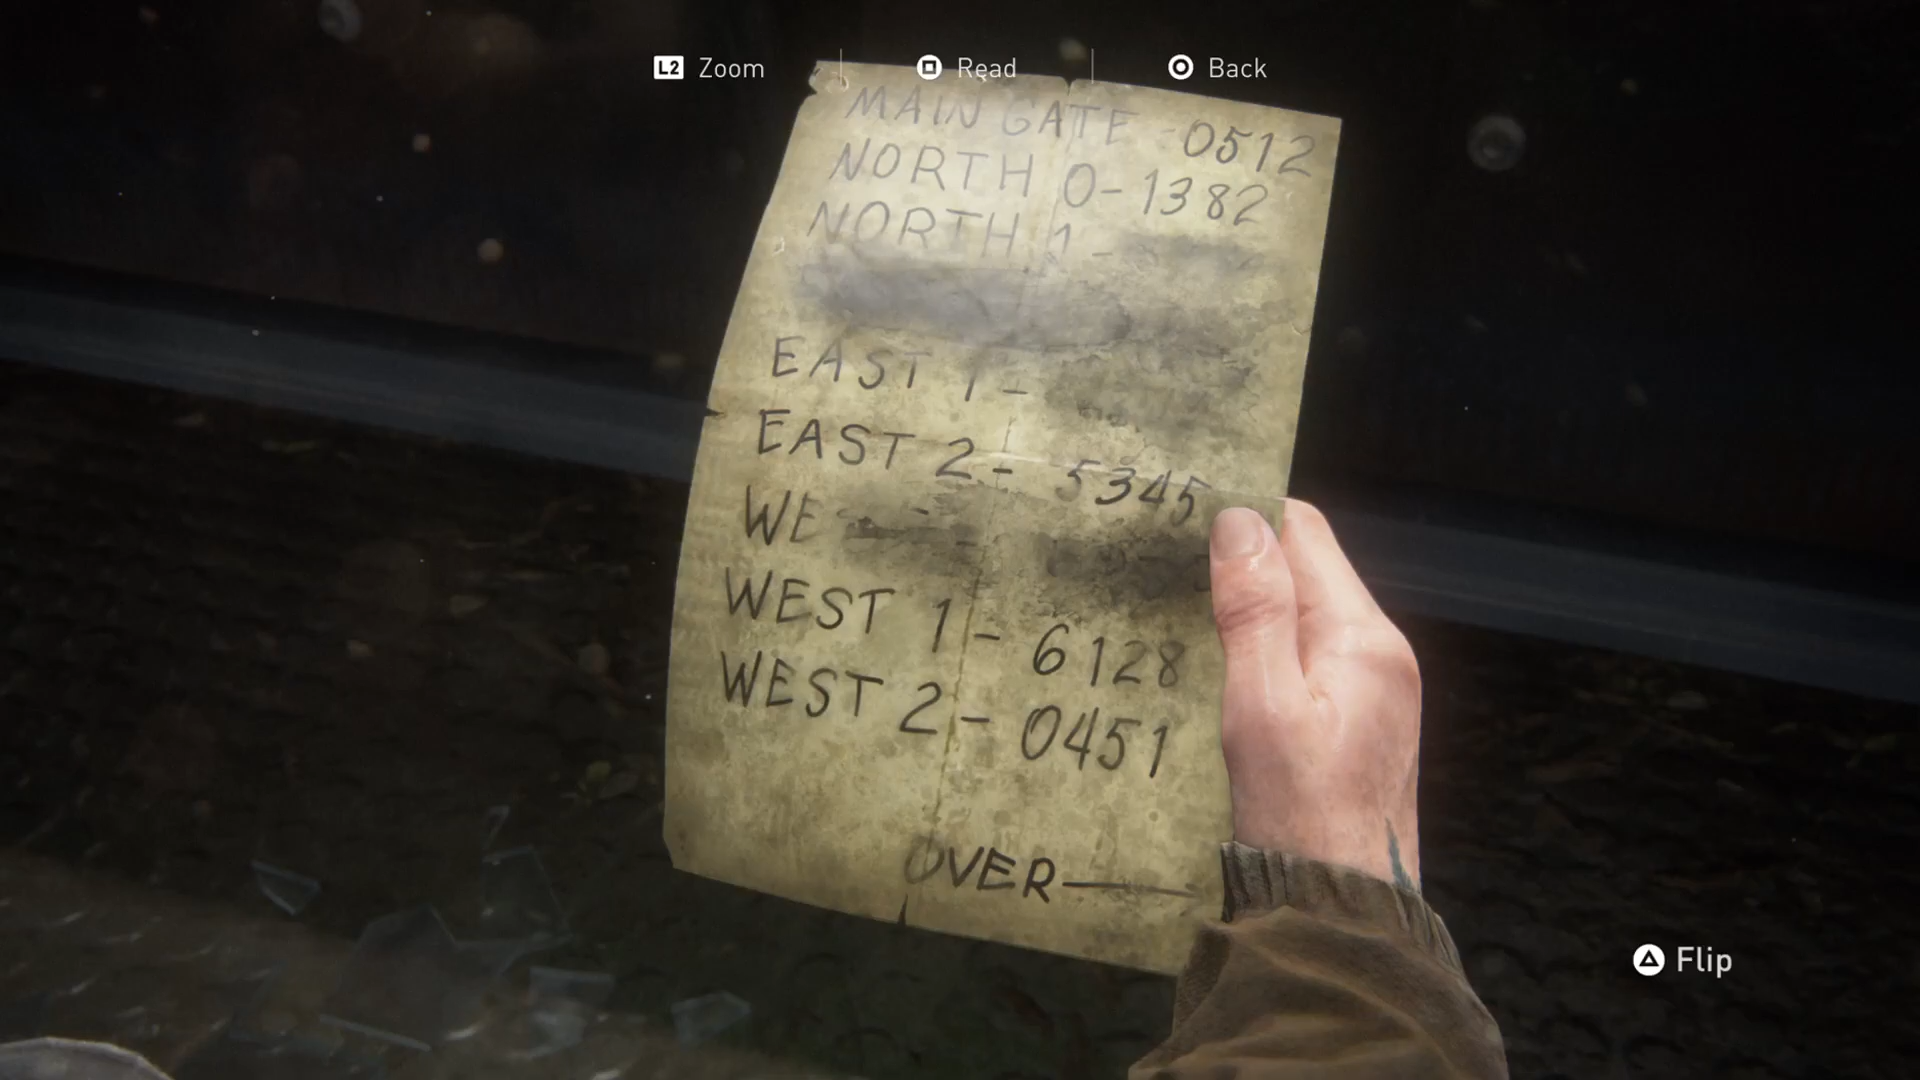 L2 Zoom Read Back
MAIN GATE - 0512
NORTH 0 - 1382
NORTH 1 -
EAST 1 -
EAST 2 - 5345
WE
WEST 1 - 6128
WEST 2 - 0451
OVER
Flip